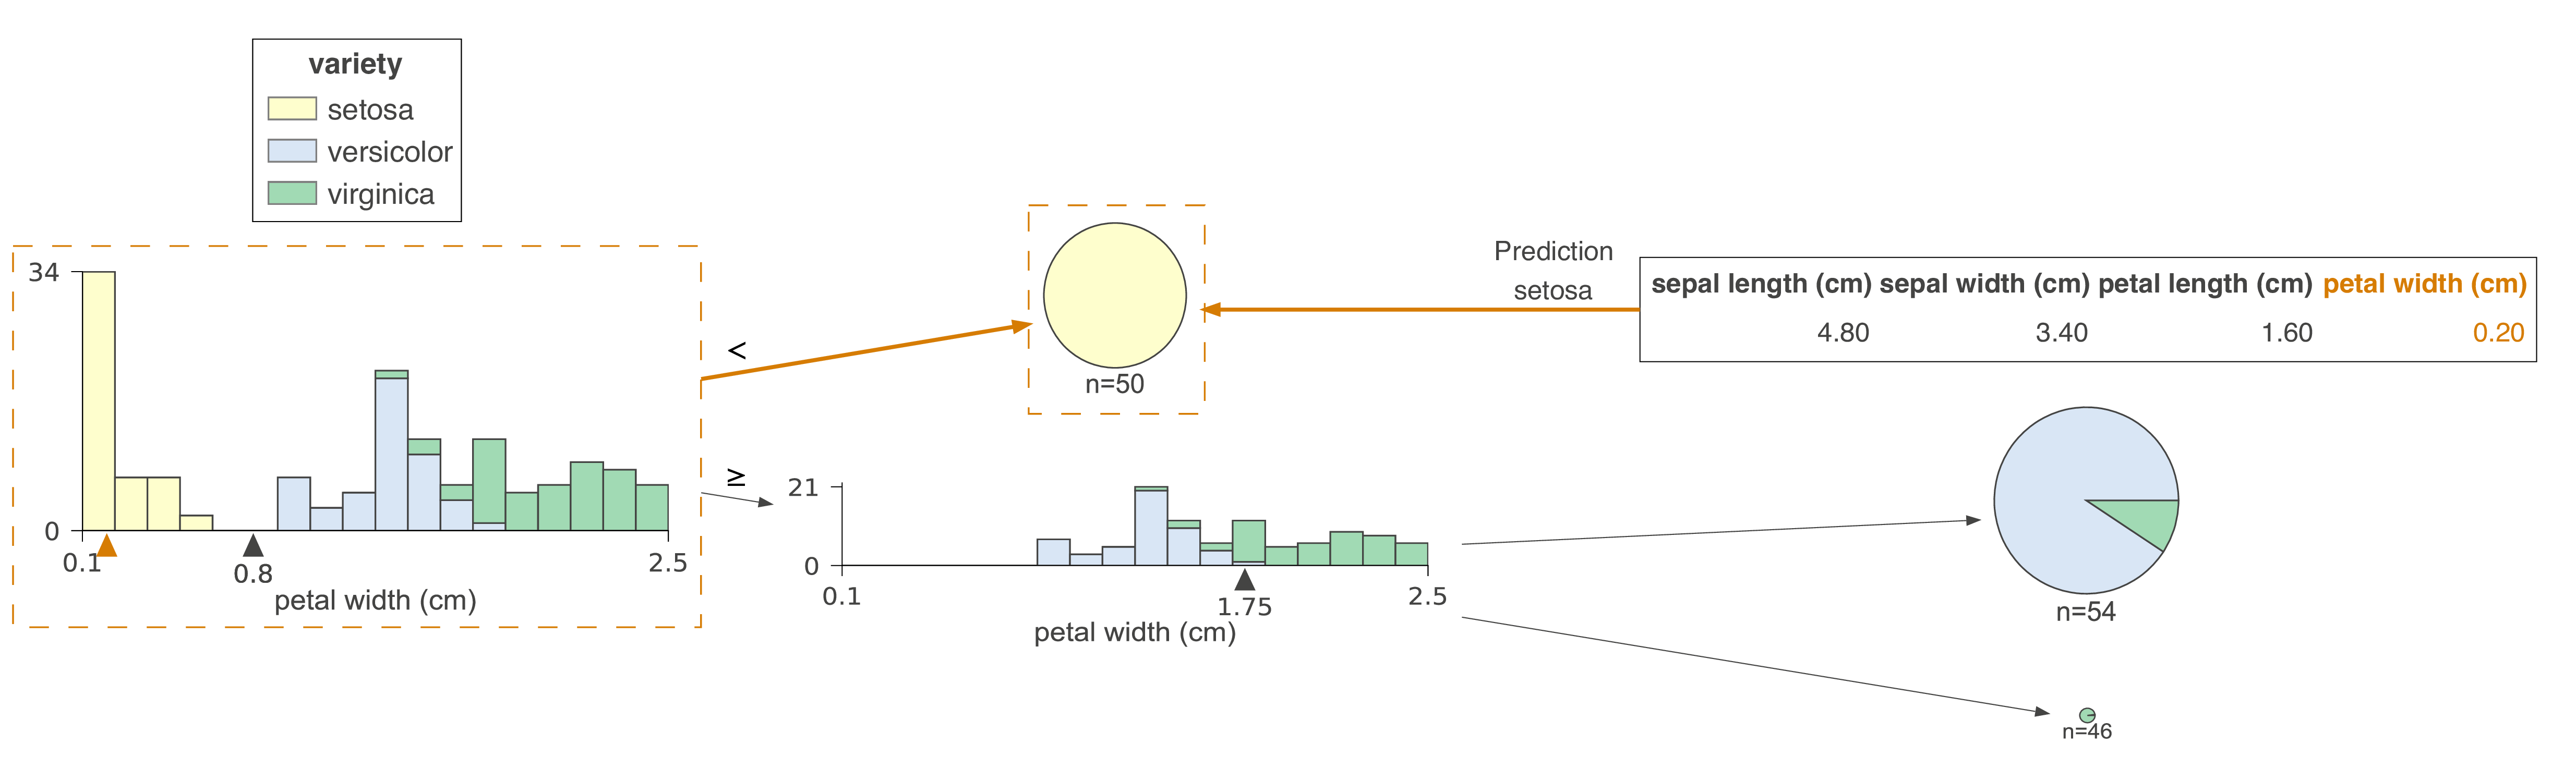 variety
setosa
versicolor
virginica
34
0
0.1
0.8
2.5
petal width (cm)
<
≥
n=50
Prediction
setosa
sepal length (cm) sepal width (cm) petal length (cm) petal width (cm)
4.80 3.40 1.60 0.20
21
0
0.1
1.75
2.5
petal width (cm)
n=54
n=46